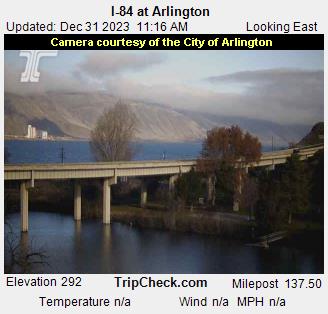 I-84 at Arlington
Updated: Dec 31 2023 11:16 AM Looking East
Camera courtesy of the City of Arlington
Elevation 292 TripCheck.com Milepost 137.50
Temperature n/a Wind n/a MPH n/a